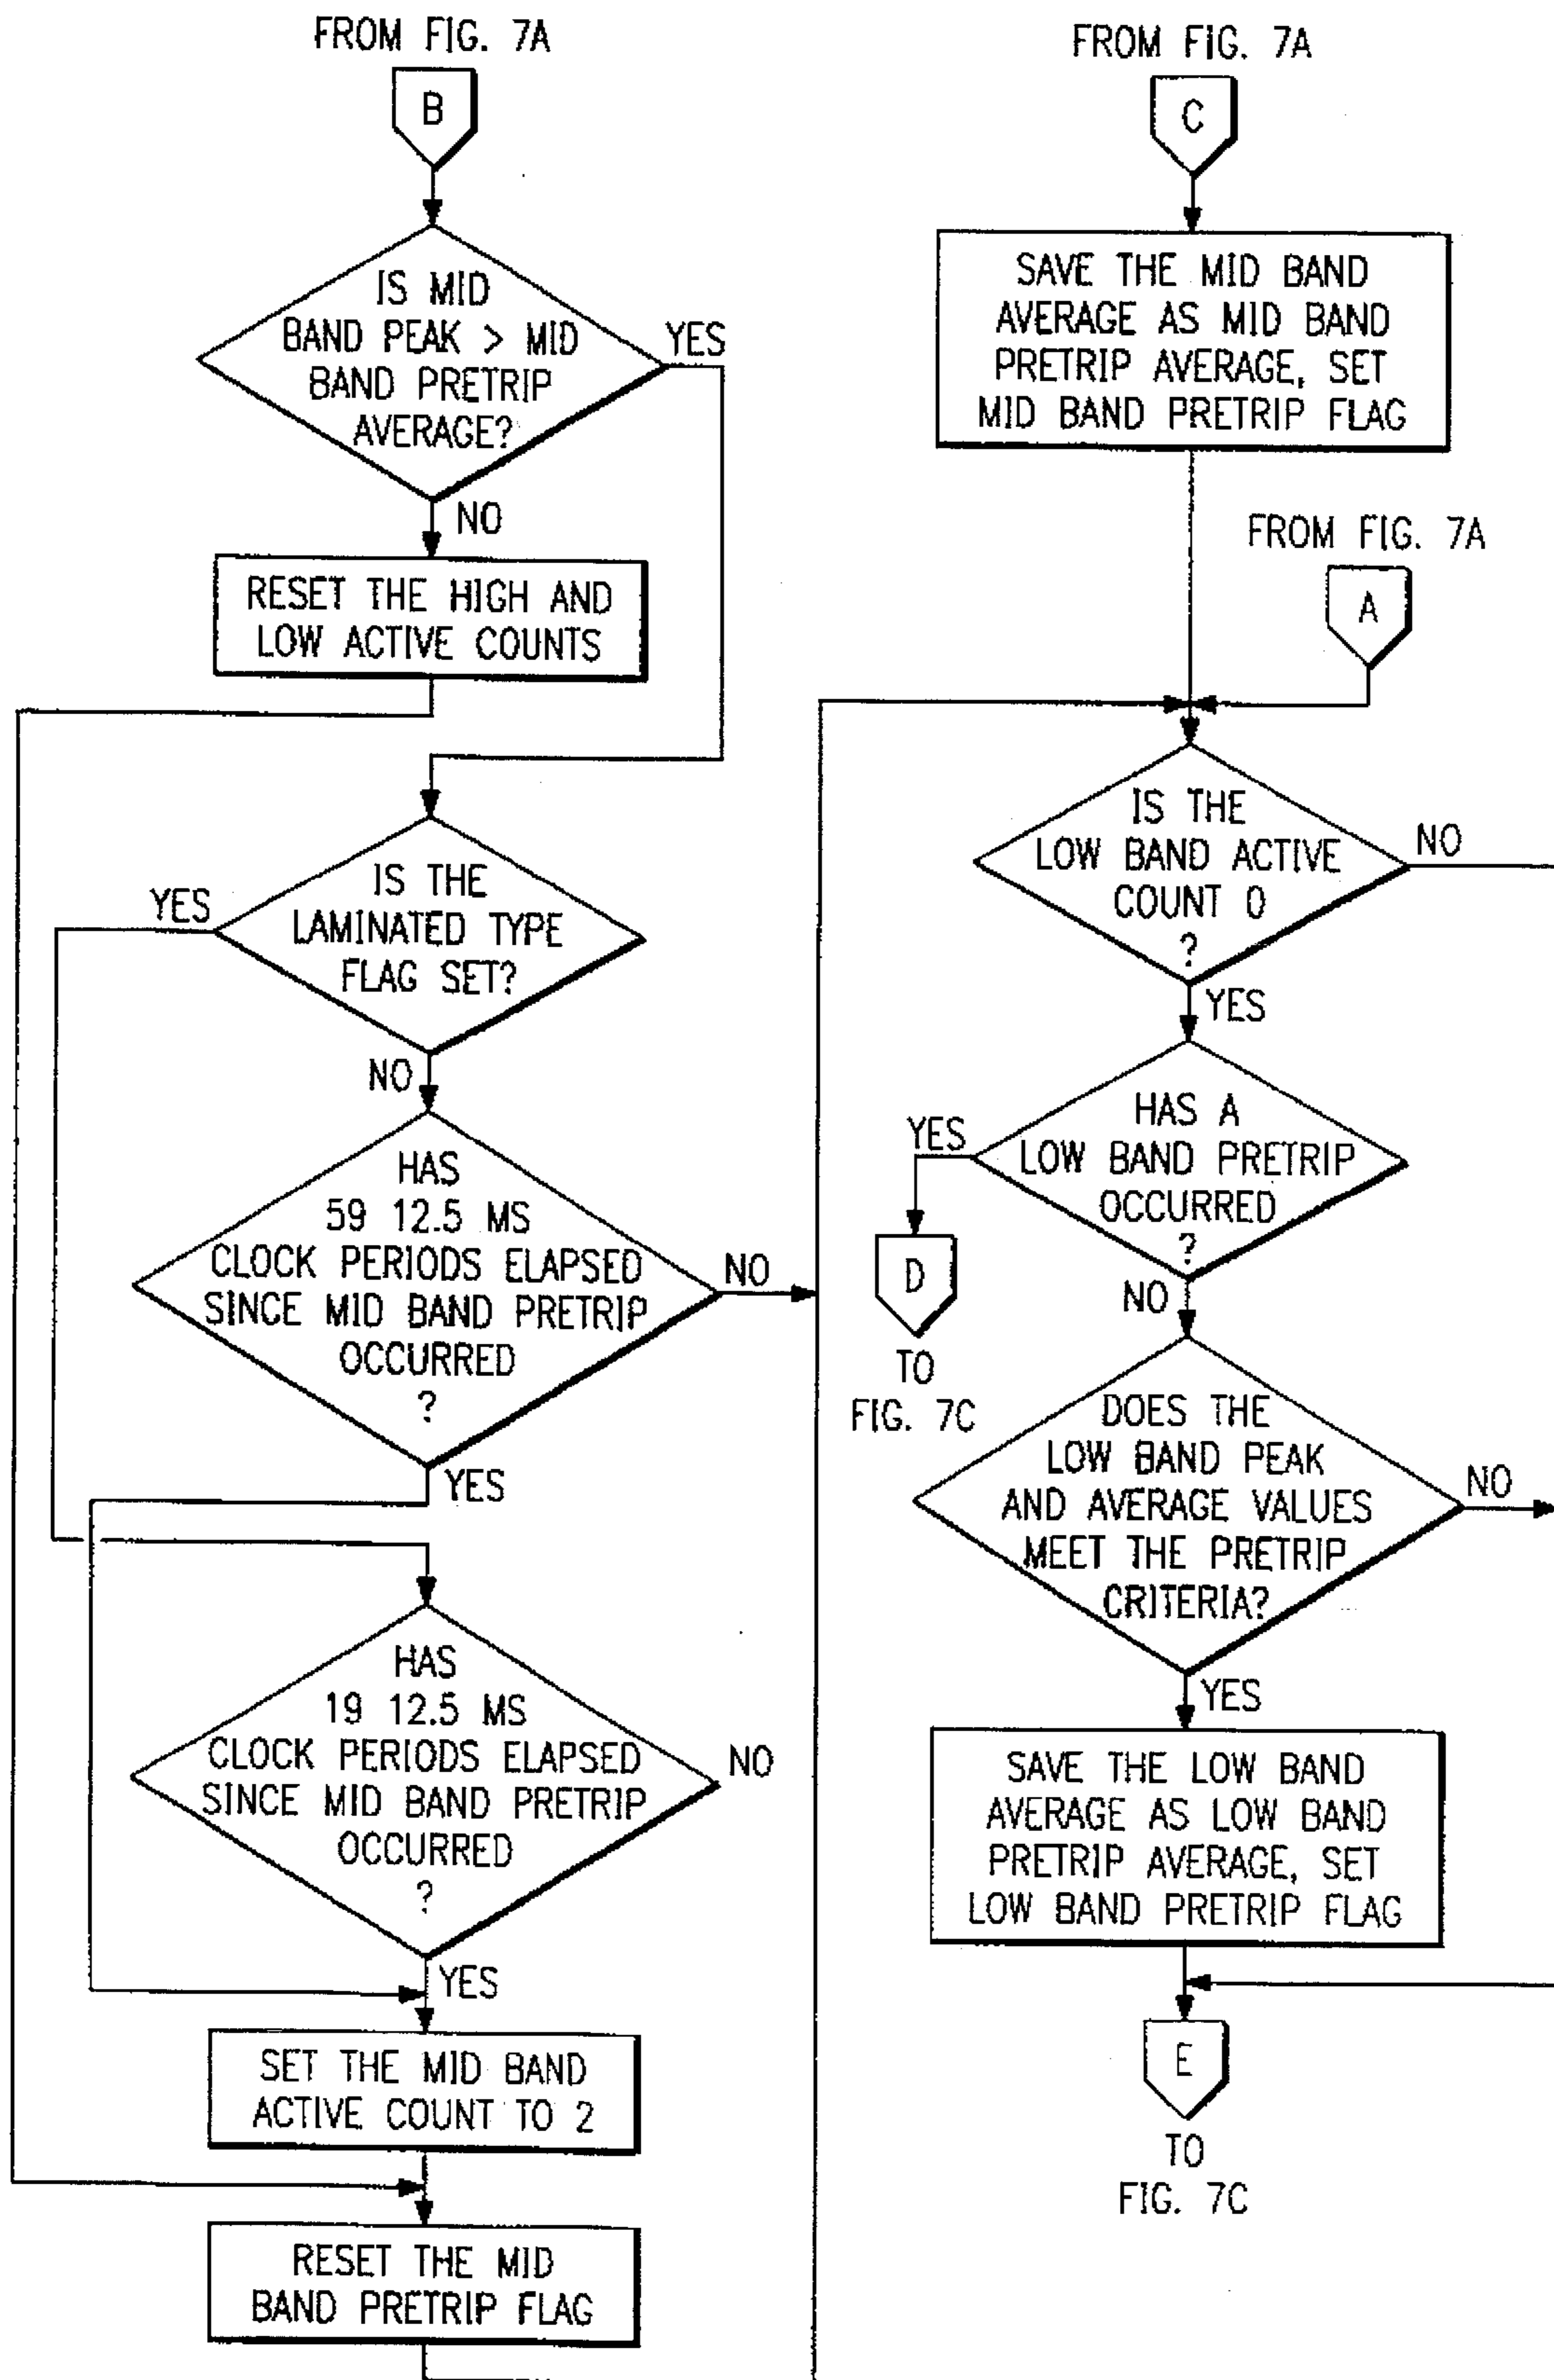 FROM FIG. 7A
B
IS MID
BAND PEAK > MID
BAND PRETRIP
AVERAGE?
YES
NO
RESET THE HIGH AND
LOW ACTIVE COUNTS
IS THE
LAMINATED TYPE
FLAG SET?
YES
NO
HAS
59 12.5 MS
CLOCK PERIODS ELAPSED
SINCE MID BAND PRETRIP
OCCURRED
?
NO
YES
HAS
19 12.5 MS
CLOCK PERIODS ELAPSED
SINCE MID BAND PRETRIP
OCCURRED
?
NO
YES
SET THE MID BAND
ACTIVE COUNT TO 2
RESET THE MID
BAND PRETRIP FLAG
FROM FIG. 7A
C
SAVE THE MID BAND
AVERAGE AS MID BAND
PRETRIP AVERAGE, SET
MID BAND PRETRIP FLAG
FROM FIG. 7A
A
IS THE
LOW BAND ACTIVE
COUNT 0
?
NO
YES
HAS A
LOW BAND PRETRIP
OCCURRED
?
YES
D
TO
FIG. 7C
NO
DOES THE
LOW BAND PEAK
AND AVERAGE VALUES
MEET THE PRETRIP
CRITERIA?
NO
YES
SAVE THE LOW BAND
AVERAGE AS LOW BAND
PRETRIP AVERAGE, SET
LOW BAND PRETRIP FLAG
E
TO
FIG. 7C